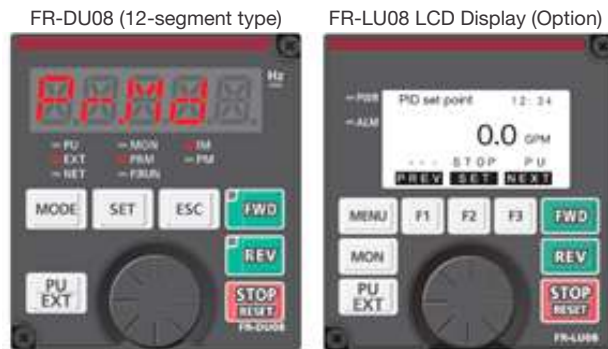 FR-DU08 (12-segment type)
Pr.Md
Hz
PU MON IM
EXT PRM PM
NET P.RUN
MODE SET ESC FWD
REV
PU
EXT
STOP
RESET
FR-DU08
FR-LU08 LCD Display (Option)
PWR
ALM
PID set point 12:34
0.0 GPM
--- STOP PU
PREV SET NEXT
MENU F1 F2 F3 FWD
MON REV
PU
EXT
STOP
RESET
FR-LU08